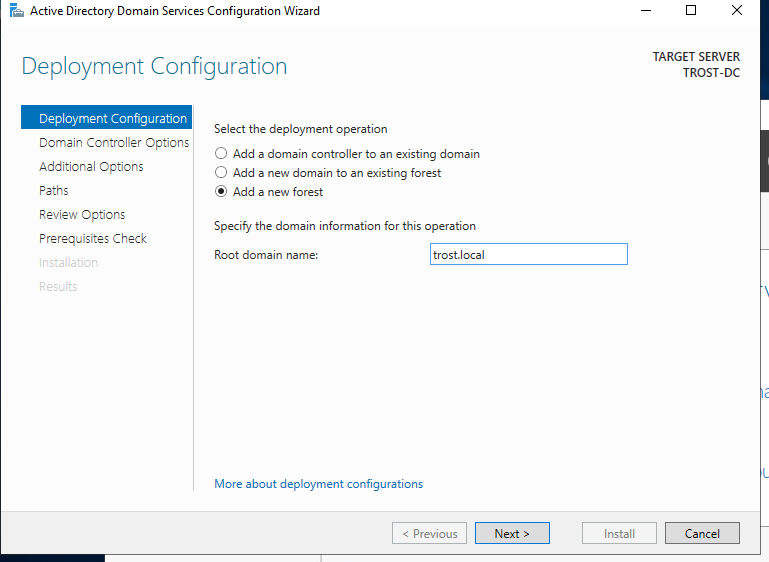 Active Directory Domain Services Configuration Wizard
Deployment Configuration
TARGET SERVER
TROST-DC
Deployment Configuration
Domain Controller Options
Additional Options
Paths
Review Options
Prerequisites Check
Installation
Results
Select the deployment operation
Add a domain controller to an existing domain
Add a new domain to an existing forest
Add a new forest
Specify the domain information for this operation
Root domain name: trost.local
More about deployment configurations
< Previous Next > Install Cancel